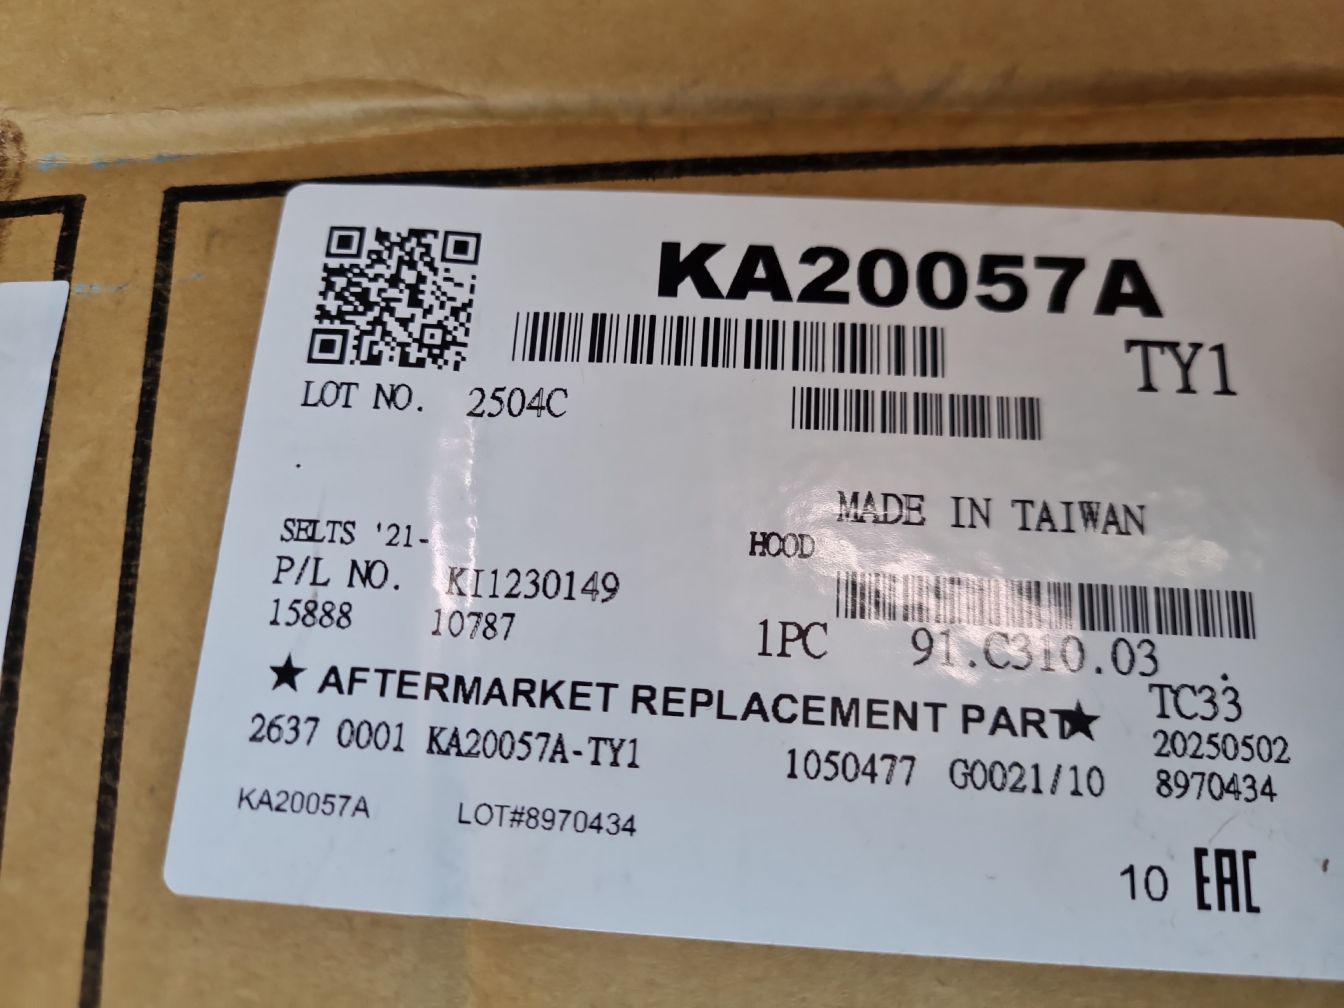 KA20057A
TY1
LOT NO. 2504C
MADE IN TAIWAN
SELTS '21-
HOOD
P/L NO. KI1230149
15888 10787
1PC 91.C310.03 .
★ AFTERMARKET REPLACEMENT PART★ TC33
2637 0001 KA20057A-TY1 1050477 G0021/10 20250502
8970434
KA20057A LOT#8970434
10 EAC